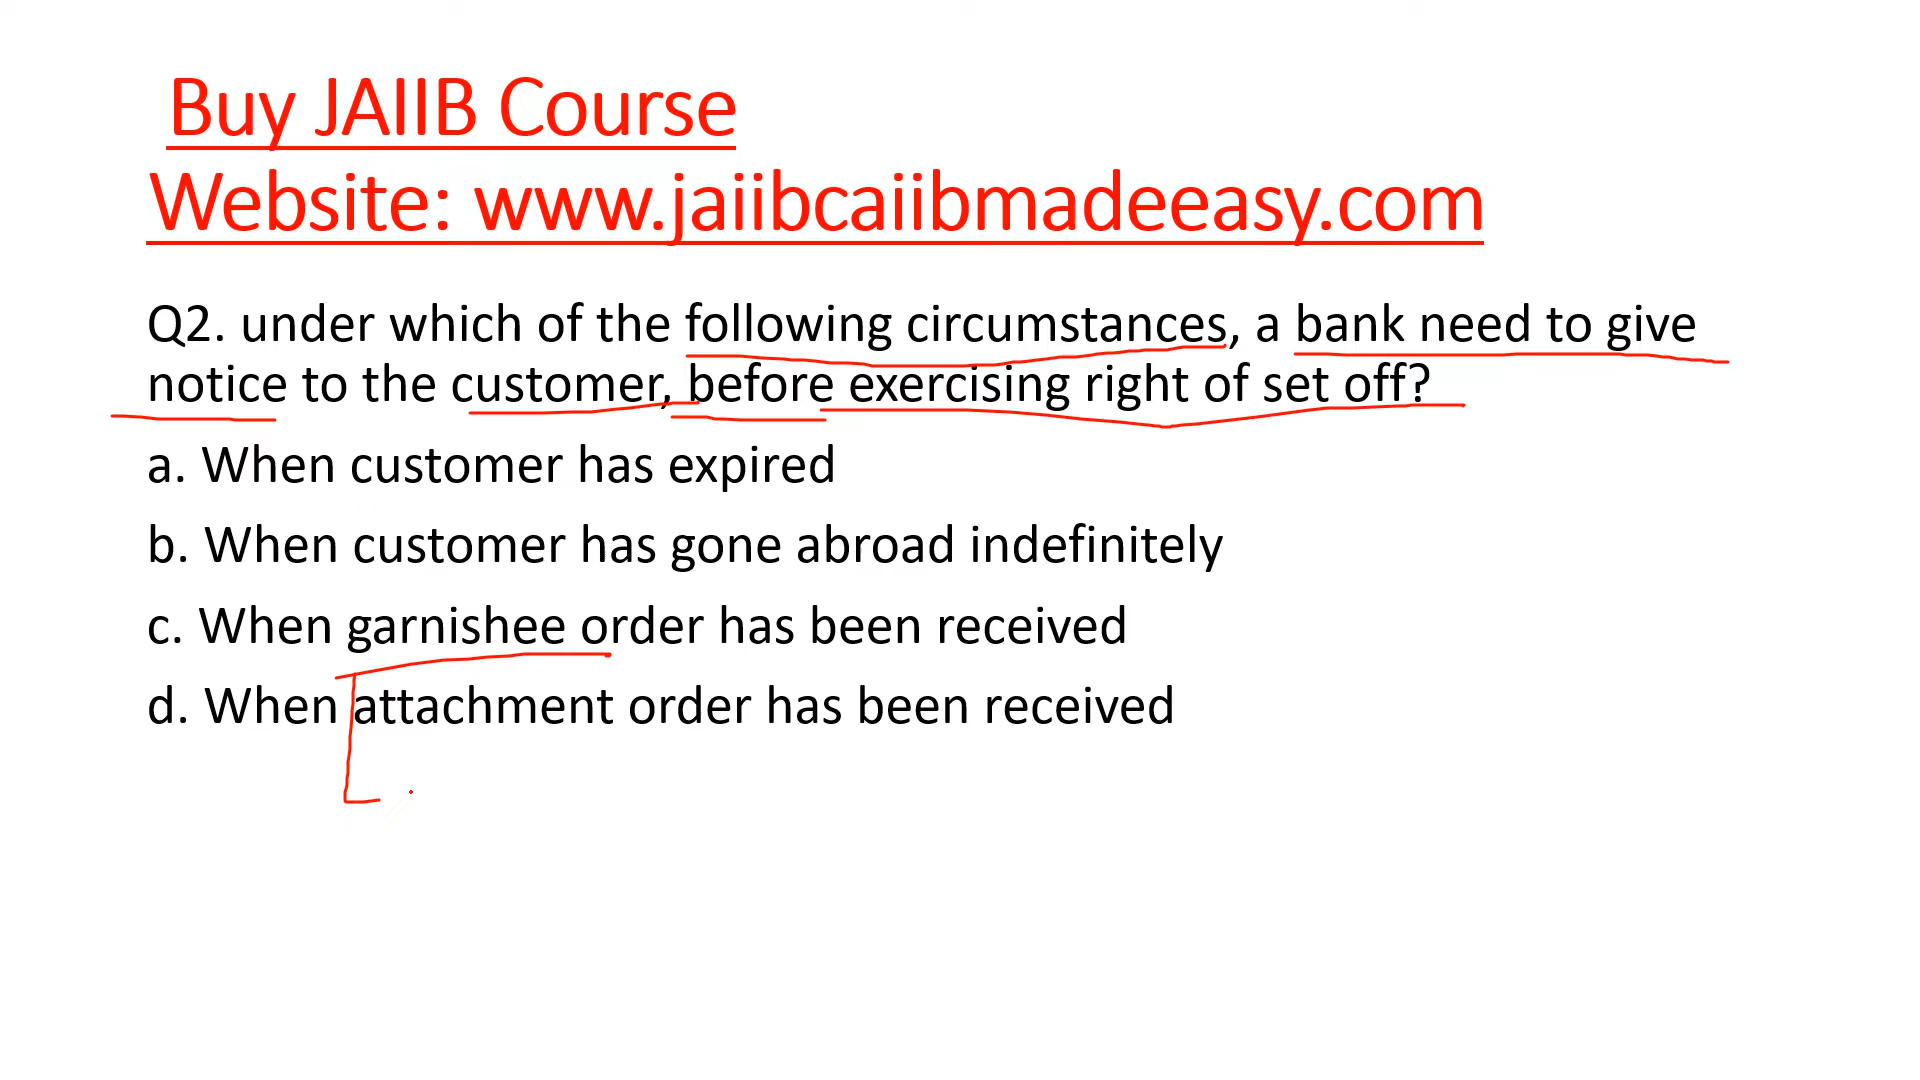 Buy JAIIB Course
Website: www.jaiibcaiibmadeeasy.com
Q2. under which of the following circumstances, a bank need to give
notice to the customer, before exercising right of set off?
a. When customer has expired
b. When customer has gone abroad indefinitely
c. When garnishee order has been received
d. When attachment order has been received